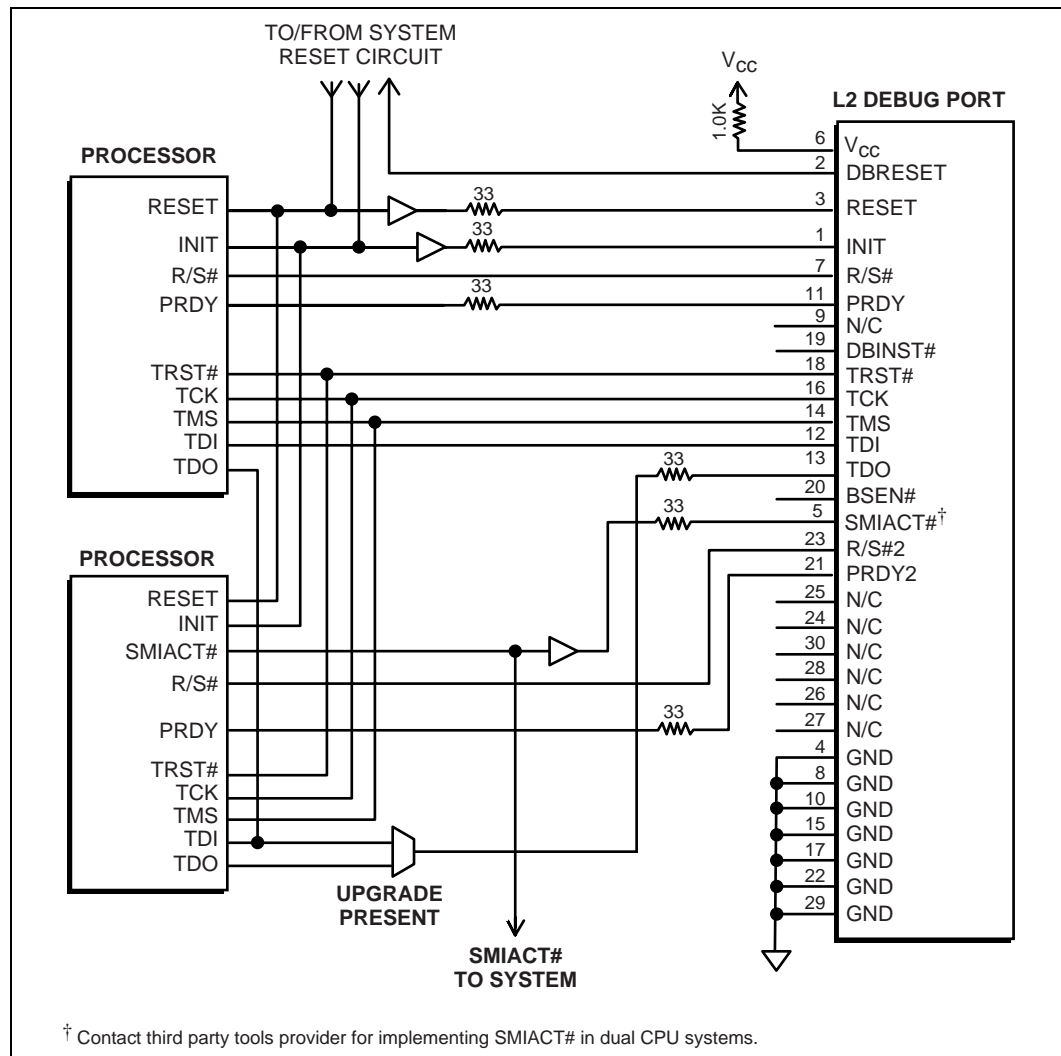 TO/FROM SYSTEM
RESET CIRCUIT
VCC
1.0K
L2 DEBUG PORT
PROCESSOR
6 VCC
2 DBRESET
RESET 33 3 RESET
INIT 33 1 INIT
R/S# 7 R/S#
PRDY 33 11 PRDY
9 N/C
19 DBINST#
TRST# 18 TRST#
TCK 16 TCK
TMS 14 TMS
TDI 12 TDI
TDO 33 13 TDO
20 BSEN#
33 5 SMIACT#†
PROCESSOR
23 R/S#2
21 PRDY2
RESET 25 N/C
INIT 24 N/C
SMIACT# 30 N/C
R/S# 28 N/C
26 N/C
PRDY 33 27 N/C
4 GND
TRST# 8 GND
TCK 10 GND
TMS 15 GND
TDI 17 GND
TDO 22 GND
29 GND
UPGRADE
PRESENT
SMIACT#
TO SYSTEM
† Contact third party tools provider for implementing SMIACT# in dual CPU systems.